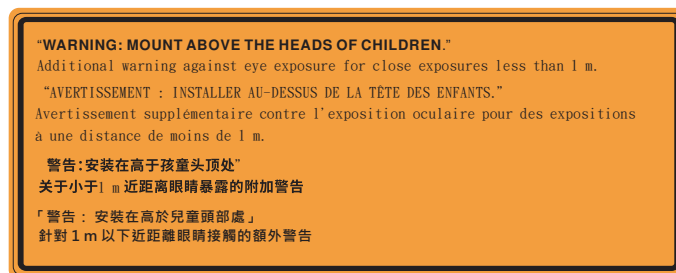 “WARNING: MOUNT ABOVE THE HEADS OF CHILDREN.”
Additional warning against eye exposure for close exposures less than 1 m.
“AVERTISSEMENT : INSTALLER AU-DESSUS DE LA TÊTE DES ENFANTS.”
Avertissement supplémentaire contre l'exposition oculaire pour des expositions
à une distance de moins de 1 m.
警告:安装在高于孩童头顶处”
关于小于1 m 近距离眼睛暴露的附加警告
「警告 : 安裝在高於兒童頭部處」
針對 1 m 以下近距離眼睛接觸的額外警告